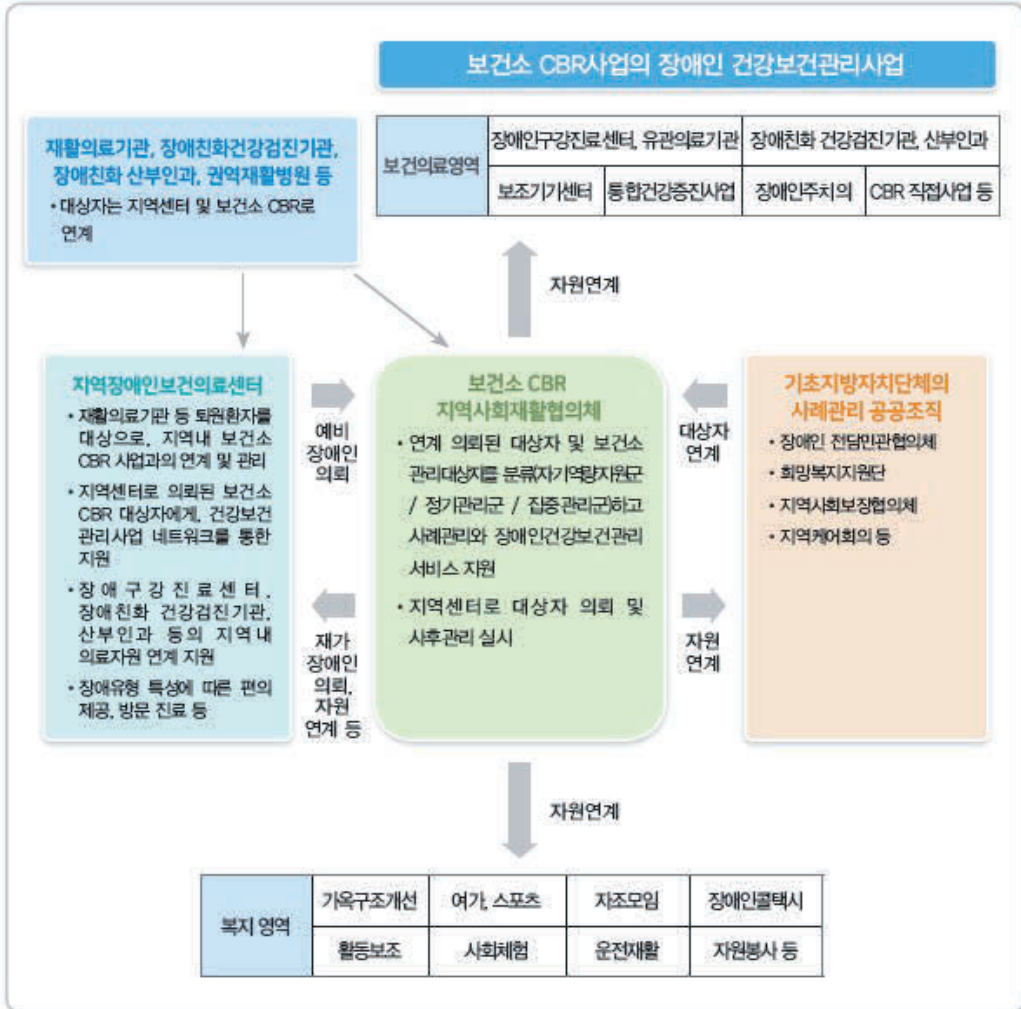 보건소 CBR사업의 장애인 건강보건관리사업
재활의료기관, 장애친화건강검진기관,
장애친화 산부인과, 권역재활병원 등
• 대상자는 지역센터 및 보건소 CBR로
연계
보건의료영역
장애인구강진료센터, 유관의료기관
장애친화 건강검진기관, 산부인과
보조기기센터
통합건강증진사업
장애인주치의
CBR 직접사업 등
자원연계
지역장애인보건의료센터
• 재활의료기관 등 퇴원환자를
대상으로, 지역내 보건소
CBR 사업과의 연계 및 관리
• 지역센터로 의뢰된 보건소
CBR 대상자에게, 건강보건
관리사업 네트워크를 통한
지원
• 장애구강진료센터,
장애친화 건강검진기관,
산부인과 등의 지역내
의료자원 연계 지원
• 장애유형 특성에 따른 편의
제공, 방문 진료 등
예비
장애인
의뢰
재가
장애인
의뢰,
자원
연계 등
보건소 CBR
지역사회재활협의체
• 연계 의뢰된 대상자 및 보건소
관리대상자를 분류(자기역량지원군
/ 정기관리군 / 집중관리군)하고
사례관리와 장애인건강보건관리
서비스 지원
• 지역센터로 대상자 의뢰 및
사후관리 실시
대상자
연계
자원
연계
기초지방자치단체의
사례관리 공공조직
• 장애인 전담민관협의체
• 희망복지지원단
• 지역사회보장협의체
• 지역케어회의 등
자원연계
복지 영역
가옥구조개선
여가, 스포츠
자조모임
장애인콜택시
활동보조
사회체험
운전재활
자원봉사 등